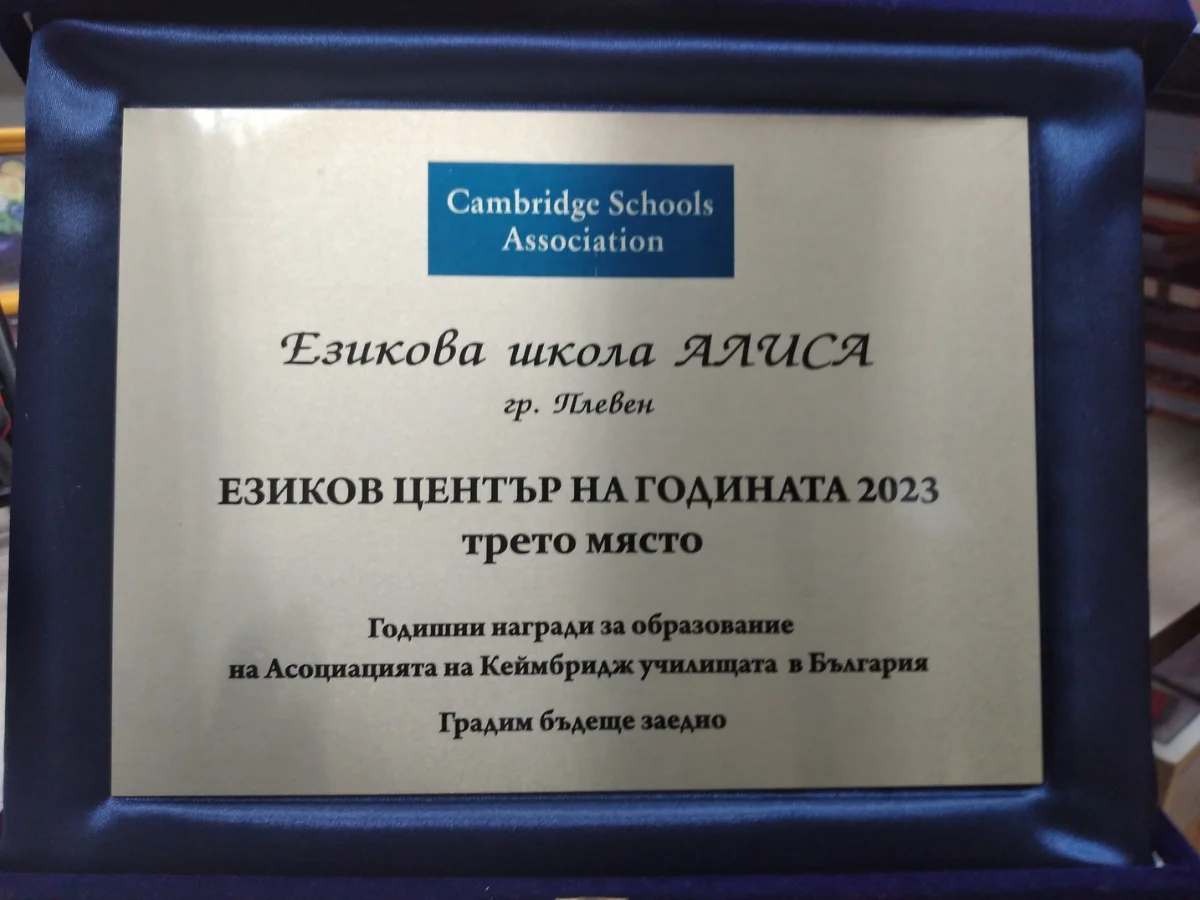 Cambridge Schools
Association
Езикова школа АЛИСА
гр. Плевен
ЕЗИКОВ ЦЕНТЪР НА ГОДИНАТА 2023
трето място
Годишни награди за образование
на Асоциацията на Кеймбридж училищата в България
Градим бъдеще заедно